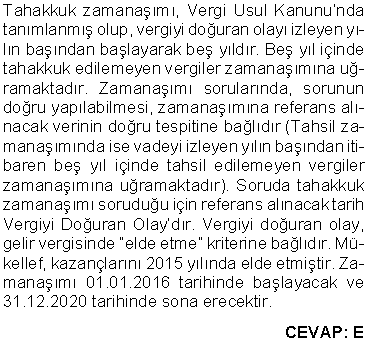 Tahakkuk zamanaşımı, Vergi Usul Kanunu'nda
tanımlanmış olup, vergiyi doğuran olayı izleyen yı-
lın başından başlayarak beş yıldır. Beş yıl içinde
tahakkuk edilemeyen vergiler zamanaşımına uğ-
ramaktadır. Zamanaşımı sorularında, sorunun
doğru yapılabilmesi, zamanaşımına referans alı-
nacak verinin doğru tespitine bağlıdır (Tahsil za-
manaşımında ise vadeyi izleyen yılın başından iti-
baren beş yıl içinde tahsil edilemeyen vergiler
zamanaşımına uğramaktadır). Soruda tahakkuk
zamanaşımı soruduğu için referans alınacak tarih
Vergiyi Doğuran Olay'dır. Vergiyi doğuran olay,
gelir vergisinde "elde etme" kriterine bağlıdır. Mü-
kellef, kazançlarını 2015 yılında elde etmiştir. Za-
manaşımı 01.01.2016 tarihinde başlayacak ve
31.12.2020 tarihinde sona erecektir.
CEVAP: E